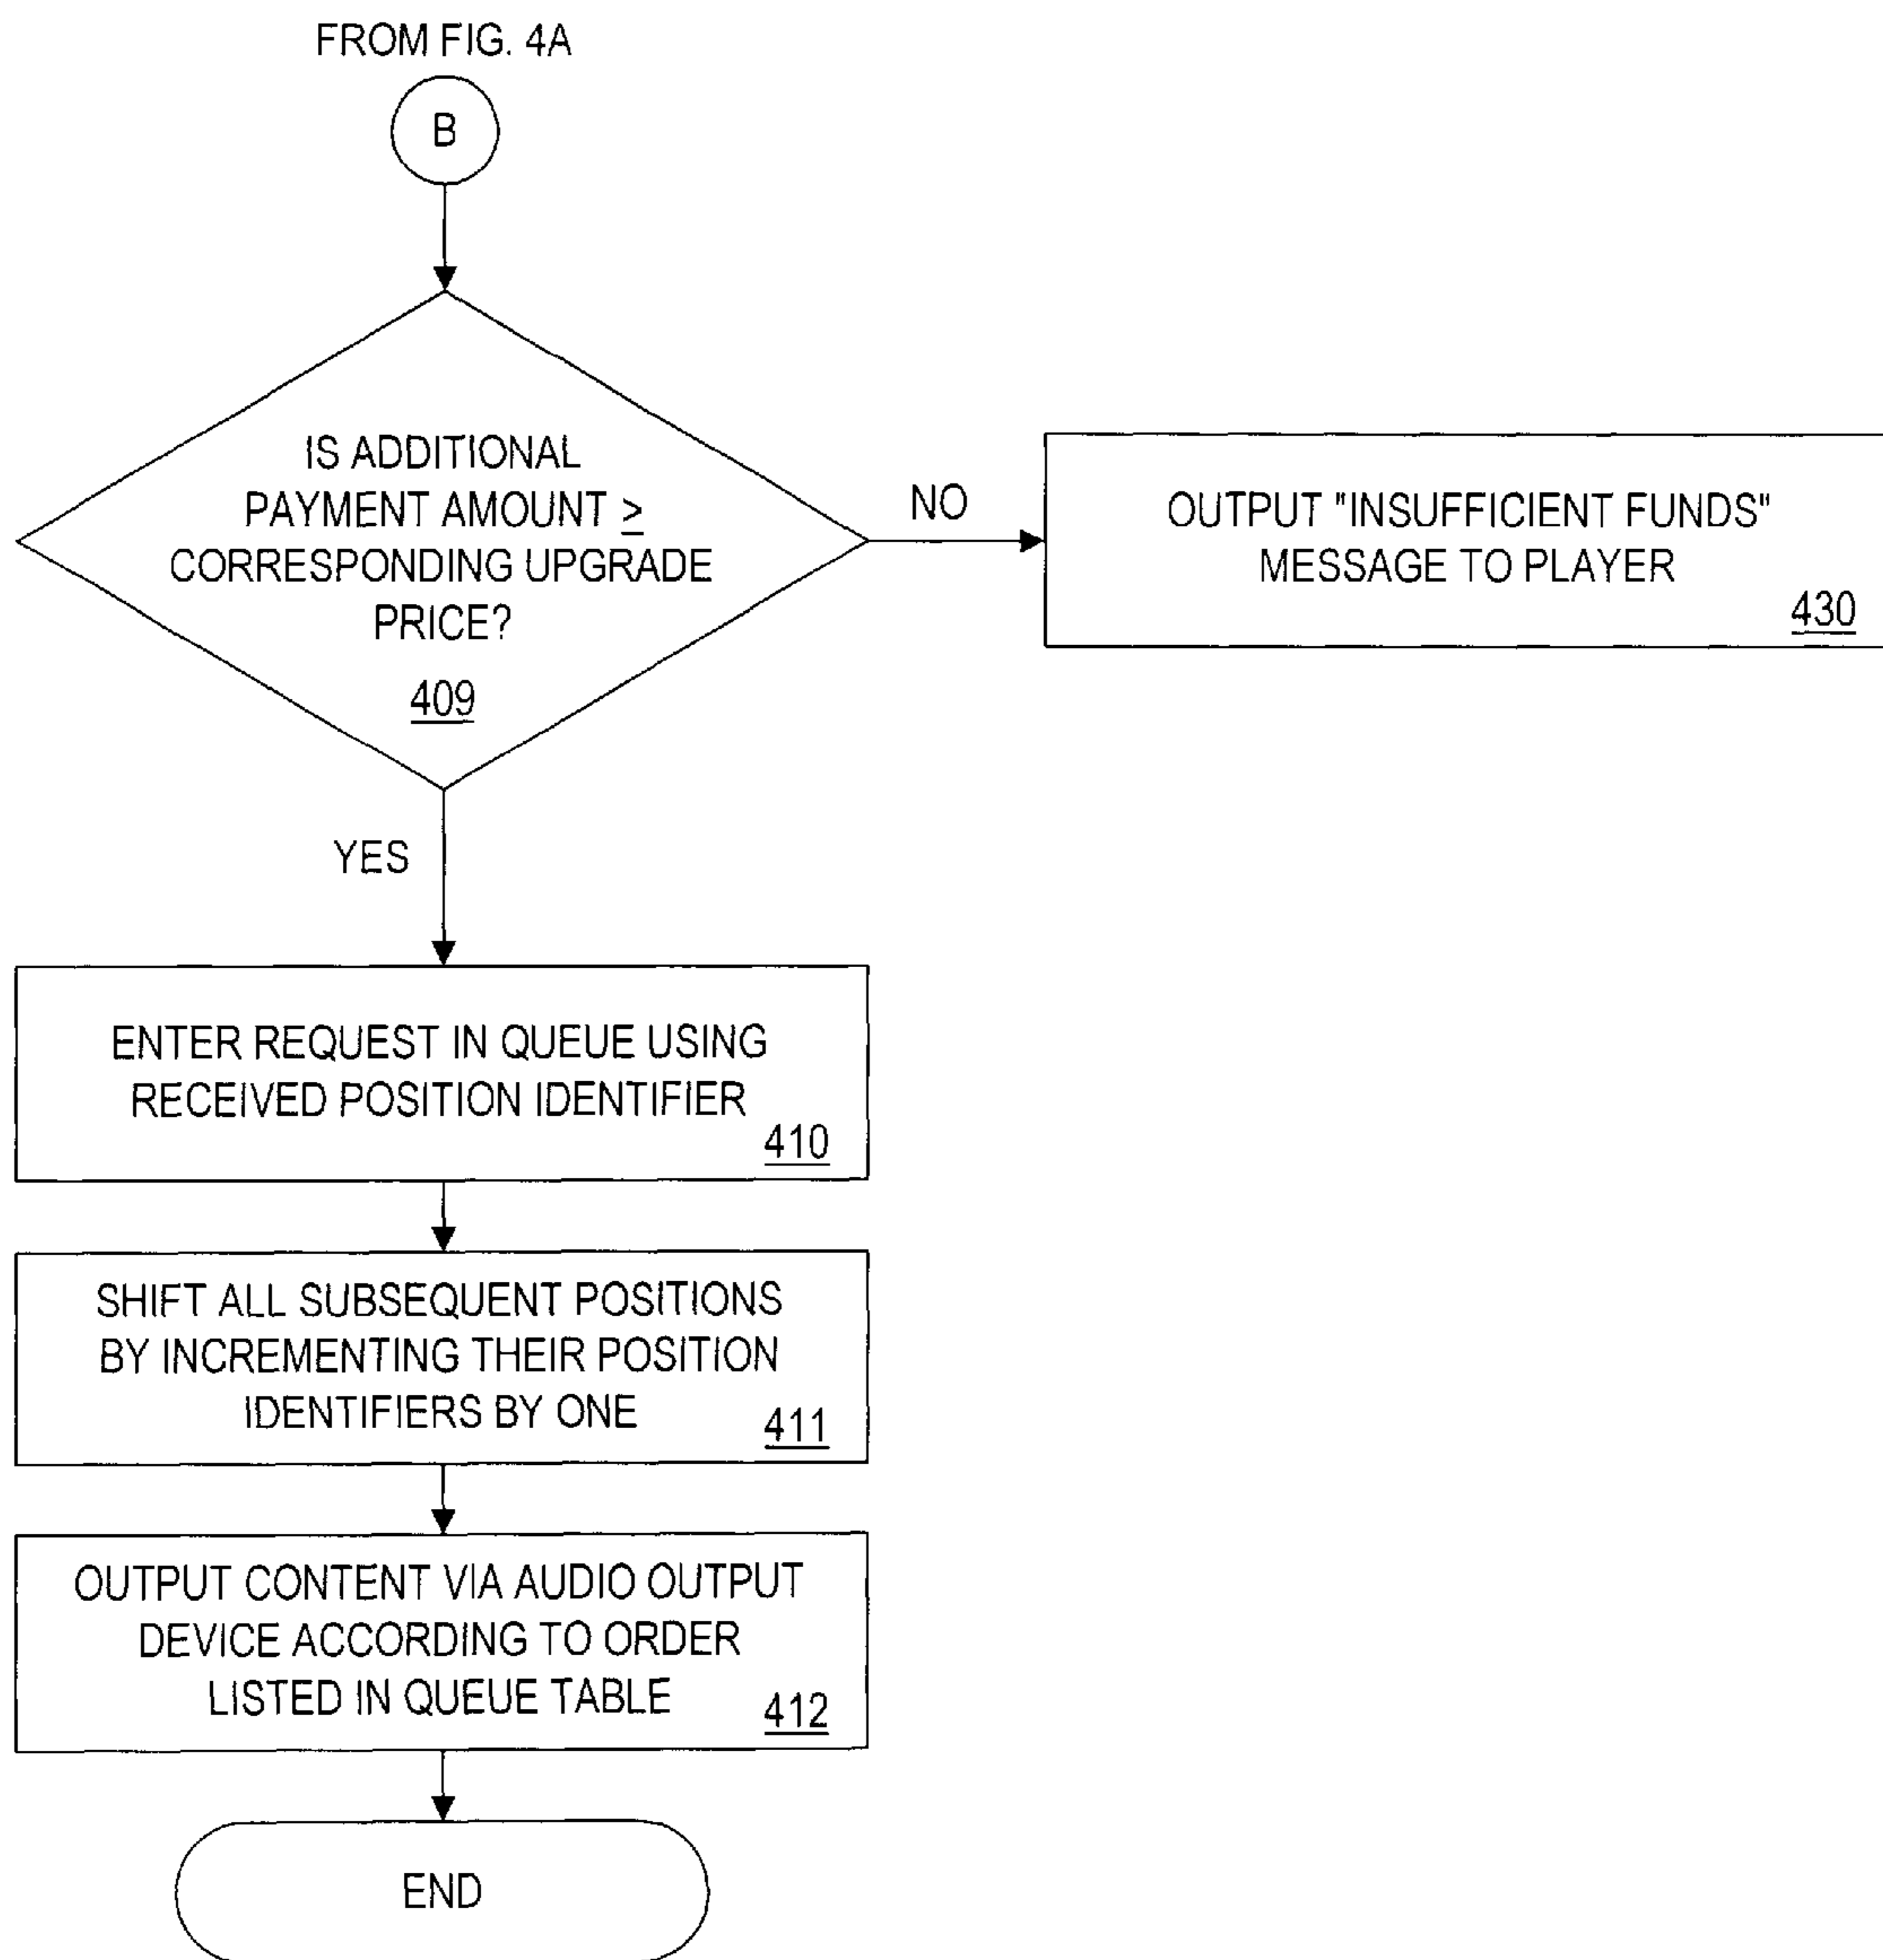 FROM FIG. 4A
B
IS ADDITIONAL
PAYMENT AMOUNT ≥
CORRESPONDING UPGRADE
PRICE?
409
NO
OUTPUT "INSUFFICIENT FUNDS"
MESSAGE TO PLAYER
430
YES
ENTER REQUEST IN QUEUE USING
RECEIVED POSITION IDENTIFIER
410
SHIFT ALL SUBSEQUENT POSITIONS
BY INCREMENTING THEIR POSITION
IDENTIFIERS BY ONE
411
OUTPUT CONTENT VIA AUDIO OUTPUT
DEVICE ACCORDING TO ORDER
LISTED IN QUEUE TABLE
412
END